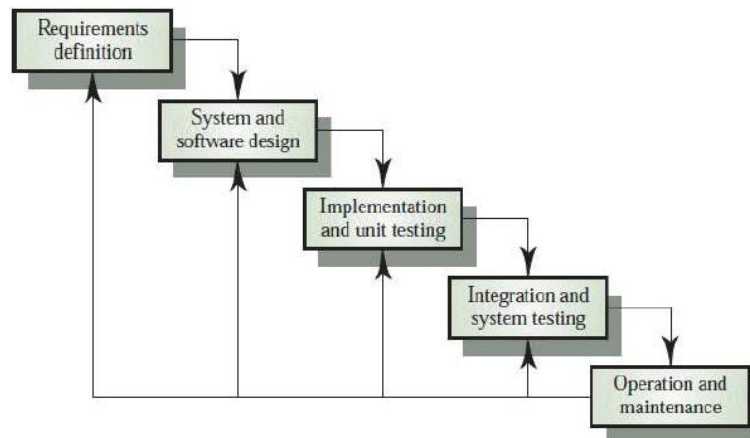 Requirements
definition
System and
software design
Implementation
and unit testing
Integration and
system testing
Operation and
maintenance